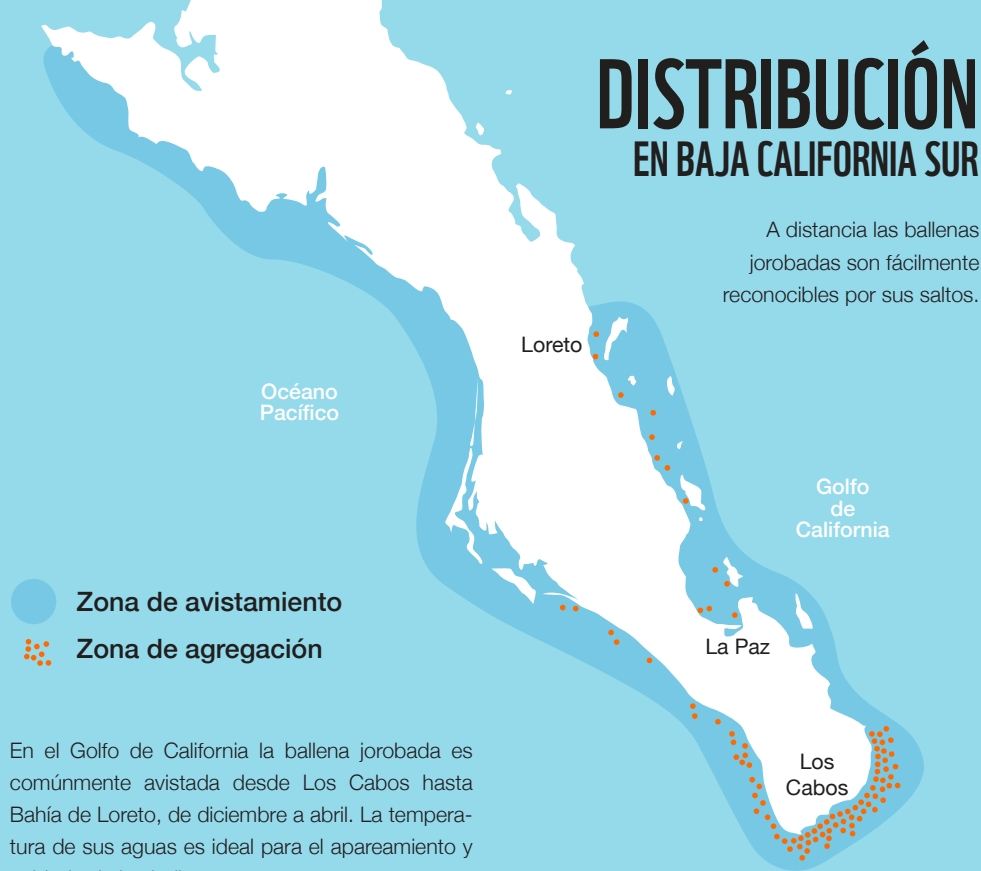 DISTRIBUCIÓN
EN BAJA CALIFORNIA SUR
A distancia las ballenas
jorobadas son fácilmente
reconocibles por sus saltos.
Loreto
Océano
Pacífico
Golfo
de
California
Zona de avistamiento
Zona de agregación
La Paz
Los
Cabos
En el Golfo de California la ballena jorobada es
comúnmente avistada desde Los Cabos hasta
Bahía de Loreto, de diciembre a abril. La tempera-
tura de sus aguas es ideal para el apareamiento y